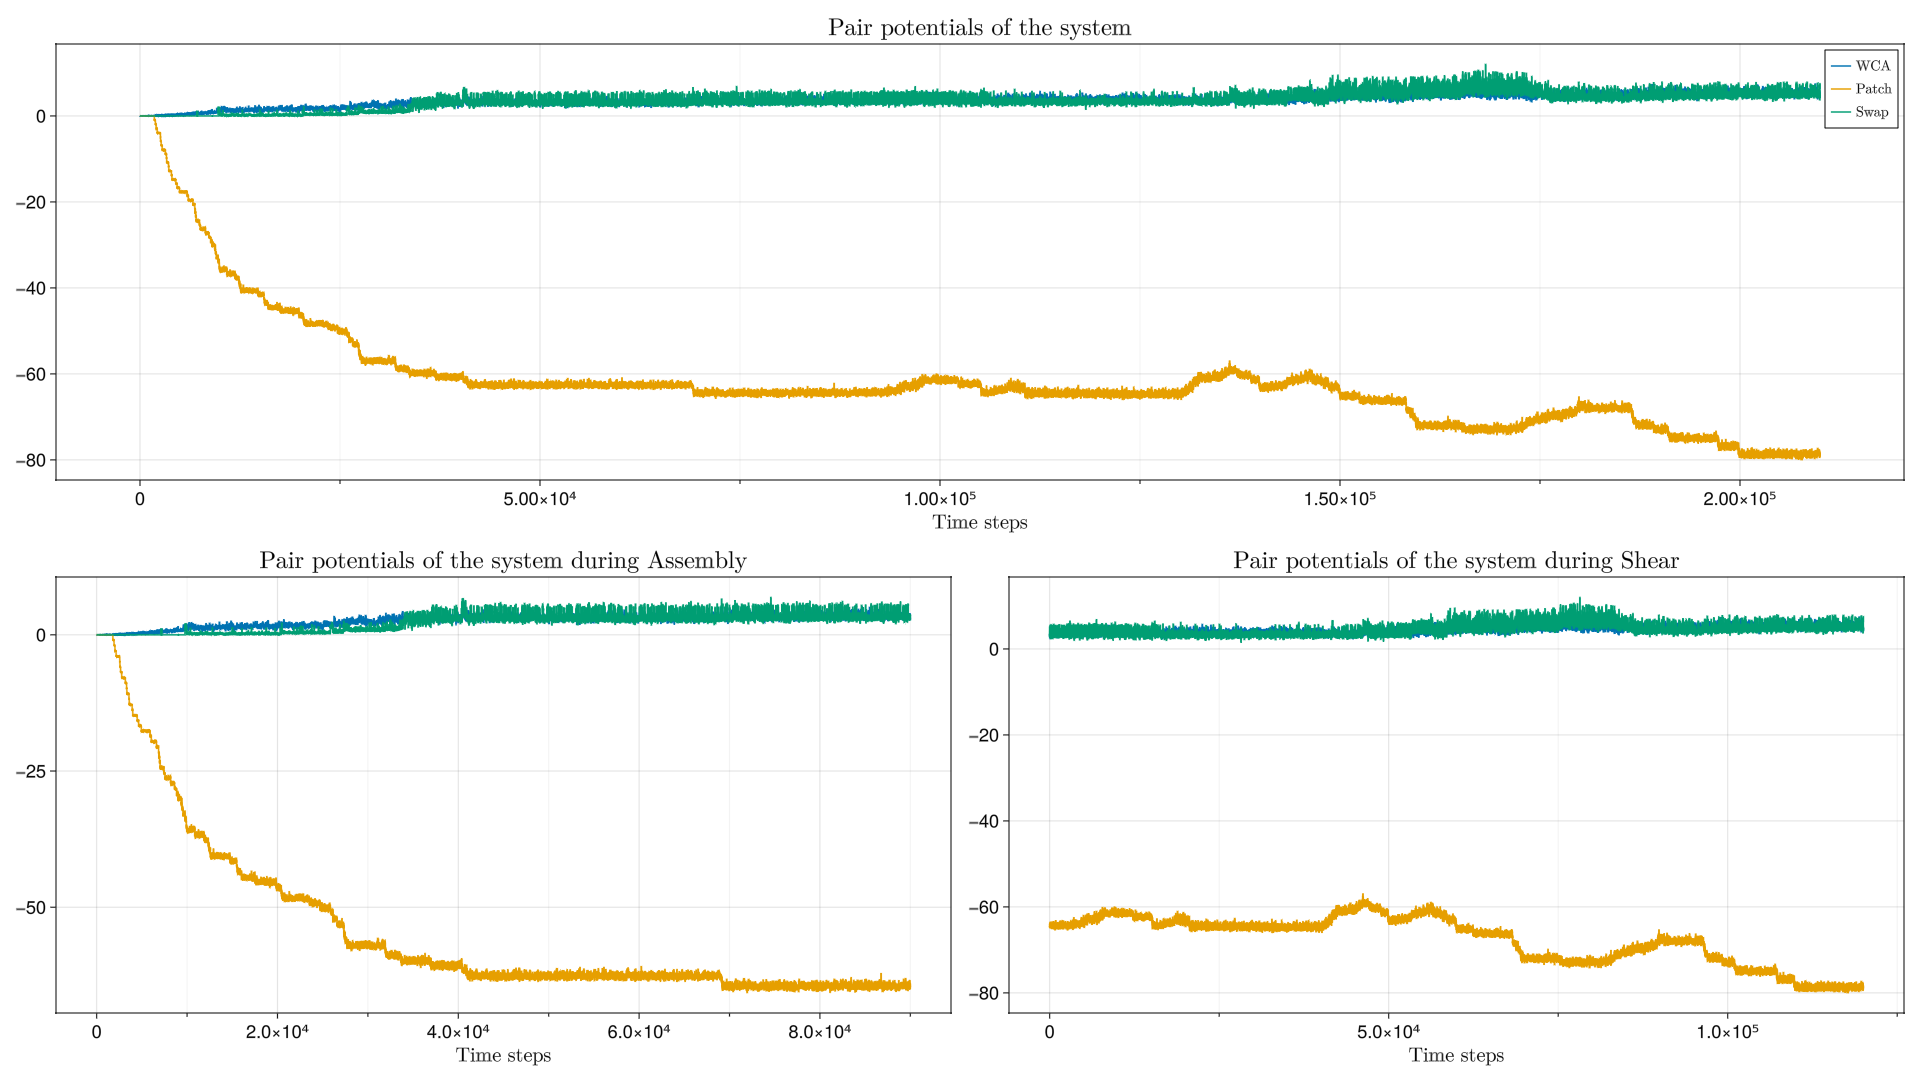 Pair potentials of the system
WCA
Patch
Swap
0
−20
−40
−60
−80
0
5.00×10⁴
1.00×10⁵
1.50×10⁵
2.00×10⁵
Time steps
Pair potentials of the system during Assembly
0
−25
−50
0
2.0×10⁴
4.0×10⁴
6.0×10⁴
8.0×10⁴
Time steps
Pair potentials of the system during Shear
0
−20
−40
−60
−80
0
5.0×10⁴
1.0×10⁵
Time steps